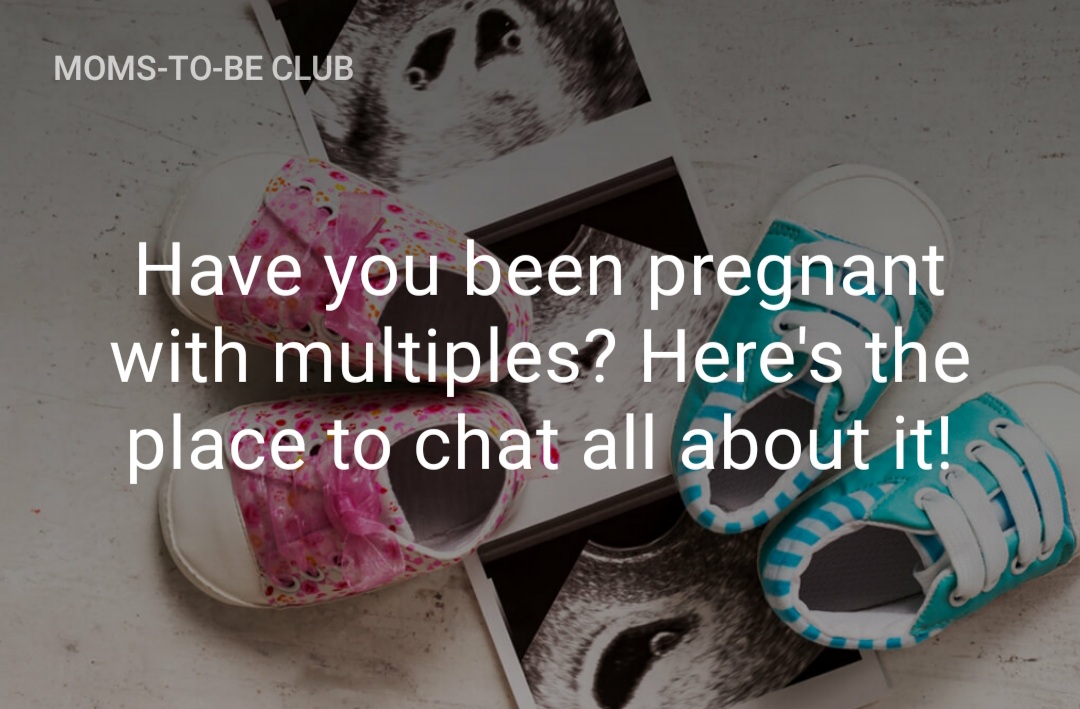 MOMS-TO-BE CLUB
Have you been pregnant
with multiples? Here's the
place to chat all about it!